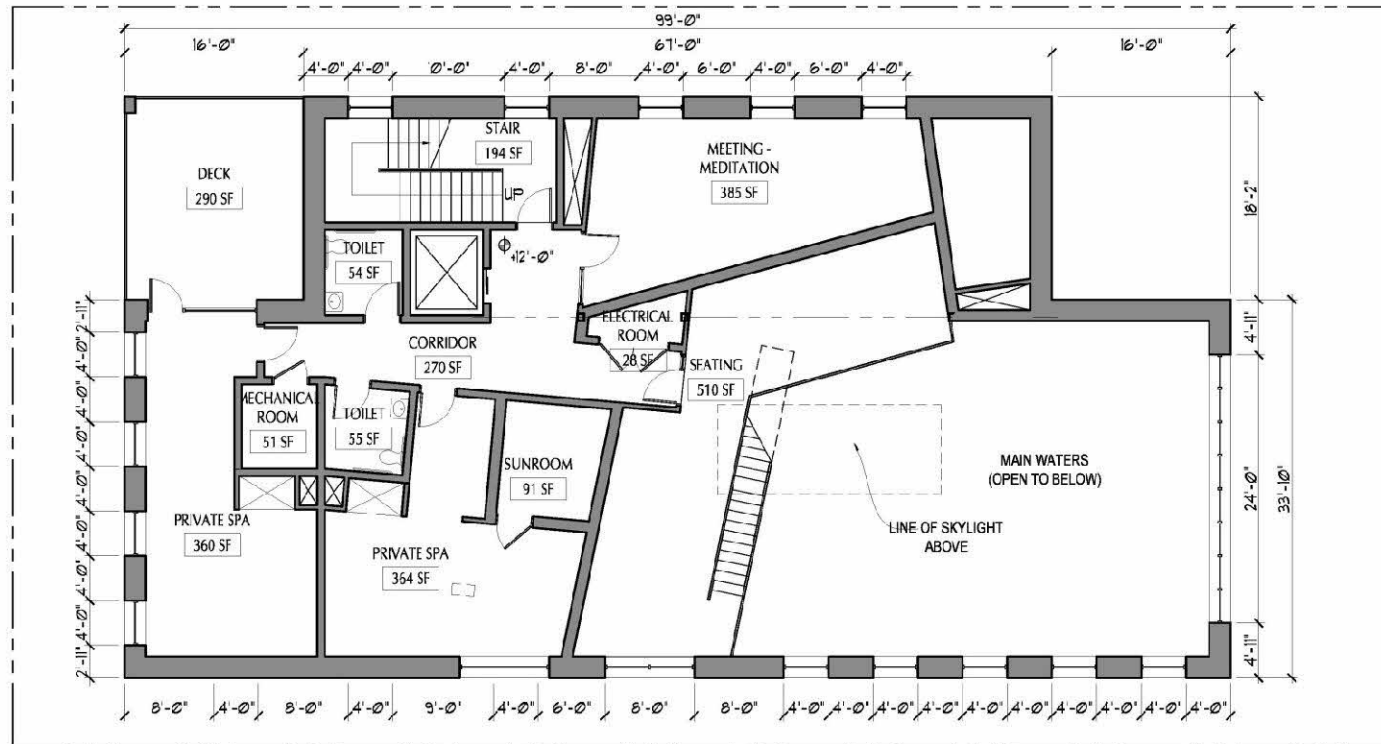 99'-0"
16'-0"
67'-0"
16'-0"
4'-0" 4'-0" 0'-0" 4'-0" 8'-0" 4'-0" 6'-0" 4'-0" 6'-0" 4'-0"
STAIR
194 SF
UP
MEETING -
MEDITATION
385 SF
DECK
290 SF
18'-2"
TOILET
54 SF
+12'-0"
ELECTRICAL
ROOM
28 SF
CORRIDOR
270 SF
SEATING
510 SF
MECHANICAL
ROOM
51 SF
TOILET
55 SF
SUNROOM
91 SF
MAIN WATERS
(OPEN TO BELOW)
LINE OF SKYLIGHT
ABOVE
PRIVATE SPA
360 SF
PRIVATE SPA
364 SF
2'-11"
4'-0"
4'-0"
4'-0"
4'-0"
4'-0"
4'-0"
4'-0"
2'-11"
4'-11"
24'-0"
4'-11"
33'-10"
8'-0" 4'-0" 8'-0" 4'-0" 9'-0' 4'-0" 6'-0" 8'-0" 8'-0" 4'-0" 4'-0" 4'-0" 4'-0" 4'-0" 4'-0" 4'-0" 4'-0" 4'-0" 4'-0"